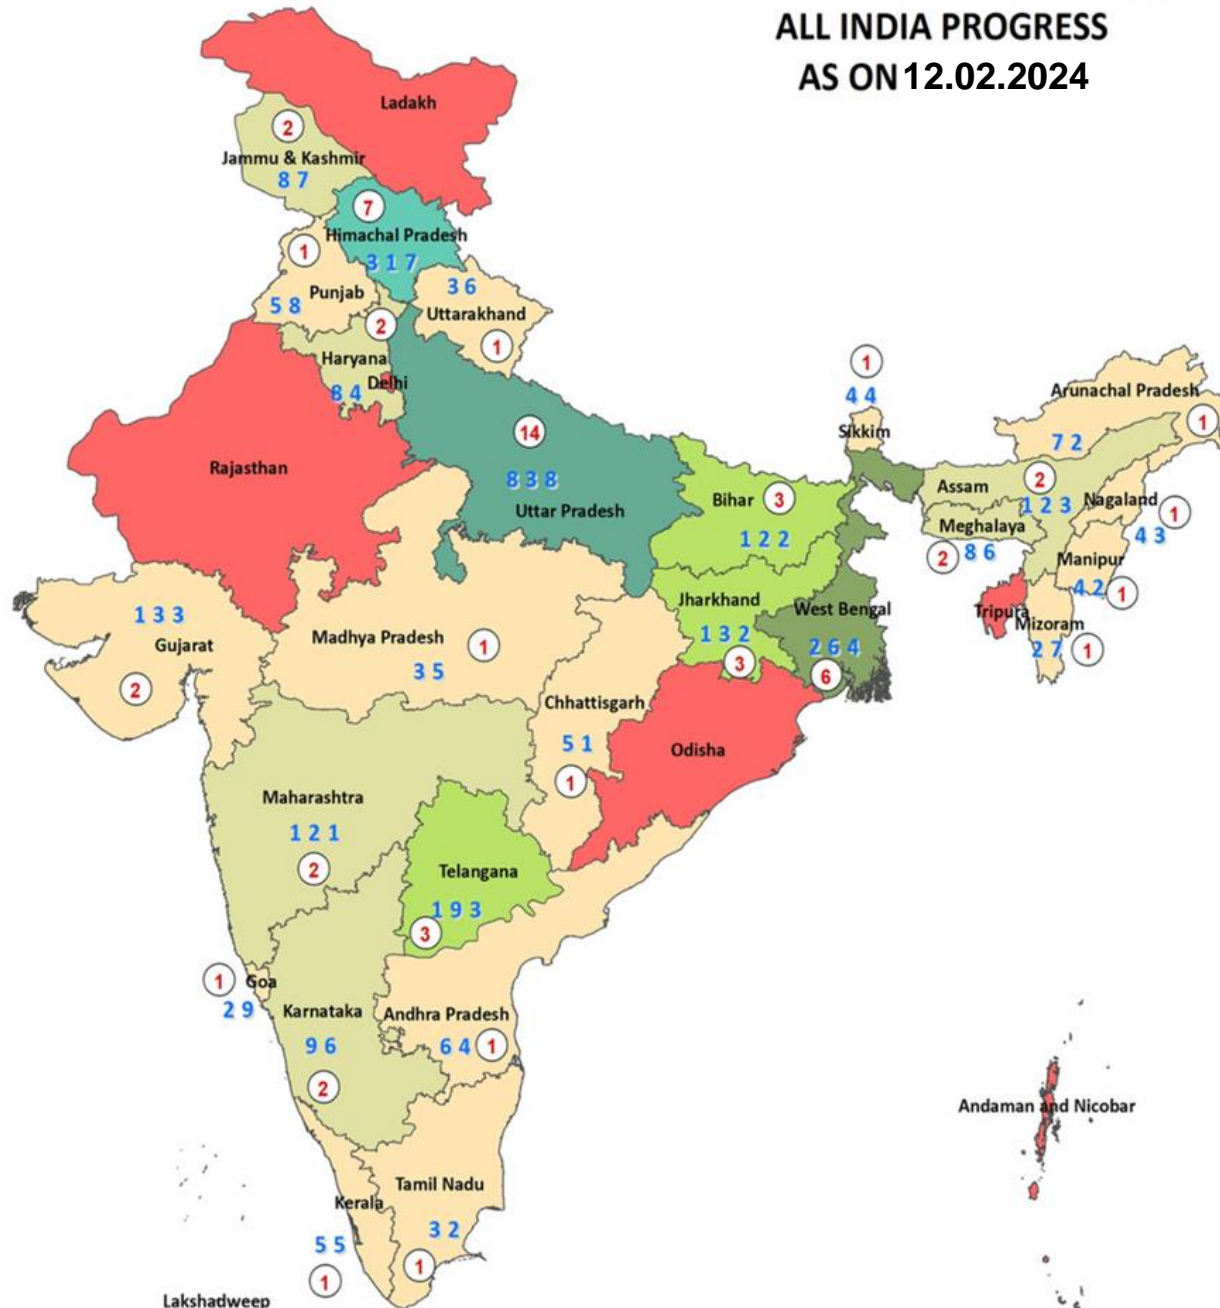 ALL INDIA PROGRESS
AS ON 12.02.2024
Ladakh
2
Jammu & Kashmir
87
7
Himachal Pradesh
317
1
Punjab
58
36
Uttarakhand
1
2
Haryana
Delhi
84
1
44
Sikkim
Arunachal Pradesh
1
72
14
838
Uttar Pradesh
Rajasthan
Bihar
3
122
Assam
2
123
Nagaland
1
43
Meghalaya
2
86
Manipur
42
1
Tripura
Mizoram
27
1
Jharkhand
132
3
West Bengal
264
6
133
Gujarat
2
Madhya Pradesh
1
35
Chhattisgarh
51
1
Odisha
Maharashtra
121
2
Telangana
193
3
1
Goa
29
Karnataka
96
2
Andhra Pradesh
64
1
Andaman and Nicobar
Tamil Nadu
32
1
Kerala
55
1
Lakshadweep